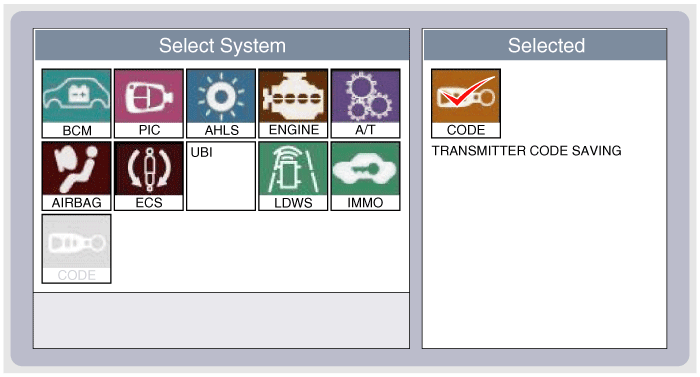 Select System
BCM
PIC
AHLS
ENGINE
A/T
AIRBAG
ECS
UBI
LDWS
IMMO
CODE
Selected
CODE
TRANSMITTER CODE SAVING